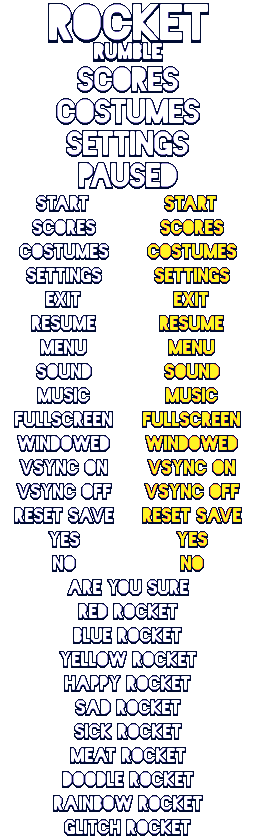 ROCKET
RUMBLE
SCORES
COSTUMES
SETTINGS
PAUSED
START START
SCORES SCORES
COSTUMES COSTUMES
SETTINGS SETTINGS
EXIT EXIT
RESUME RESUME
MENU MENU
SOUND SOUND
MUSIC MUSIC
FULLSCREEN FULLSCREEN
WINDOWED WINDOWED
VSYNC ON VSYNC ON
VSYNC OFF VSYNC OFF
RESET SAVE RESET SAVE
YES YES
NO NO
ARE YOU SURE
RED ROCKET
BLUE ROCKET
YELLOW ROCKET
HAPPY ROCKET
SAD ROCKET
SICK ROCKET
MEAT ROCKET
DOODLE ROCKET
RAINBOW ROCKET
GLITCH ROCKET